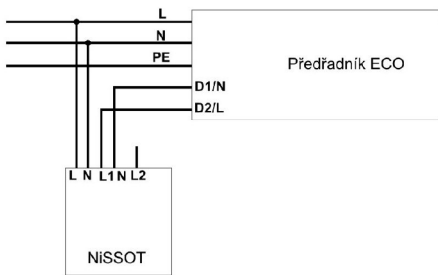 L
N
PE
Předřadník ECO
D1/N
D2/L
L N L1 N L2
NiSSOT